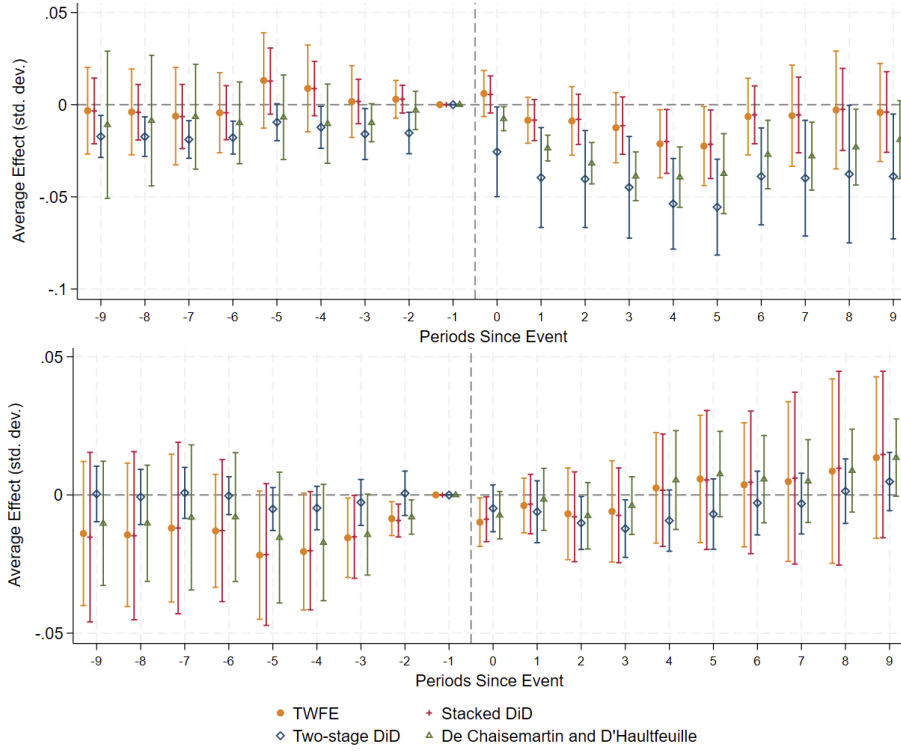 .05
0
-.05
-.1
Average Effect (std. dev.)
-9 -8 -7 -6 -5 -4 -3 -2 -1 0 1 2 3 4 5 6 7 8 9
Periods Since Event
.05
0
-.05
Average Effect (std. dev.)
-9 -8 -7 -6 -5 -4 -3 -2 -1 0 1 2 3 4 5 6 7 8 9
Periods Since Event
TWFE Stacked DiD
Two-stage DiD De Chaisemartin and D'Haultfeuille